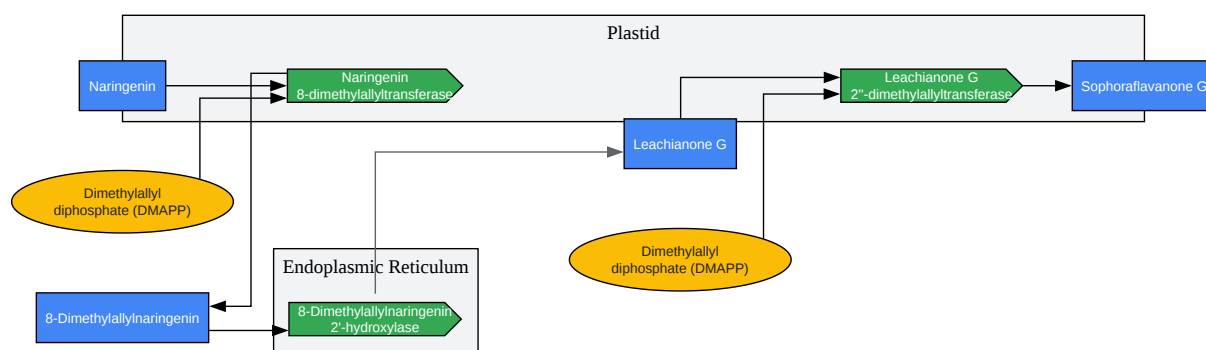 Plastid
Naringenin
Naringenin
8-dimethylallyltransferase
Leachianone G
2"-dimethylallyltransferase
Sophoraflavanone G
Leachianone G
Dimethylallyl
diphosphate (DMAPP)
Dimethylallyl
diphosphate (DMAPP)
Endoplasmic Reticulum
8-Dimethylallylnaringenin
8-Dimethylallylnaringenin
2'-hydroxylase